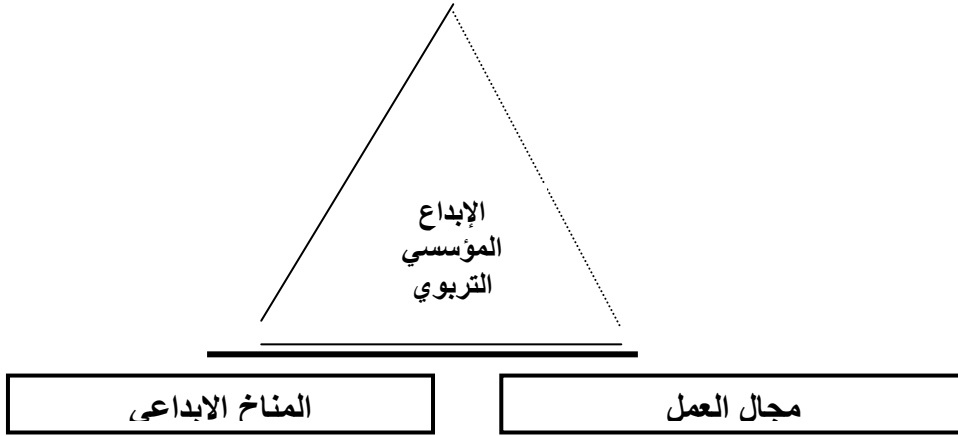 الإبداع
المؤسسي
التربوي
مجال العمل
المناخ الابداعي